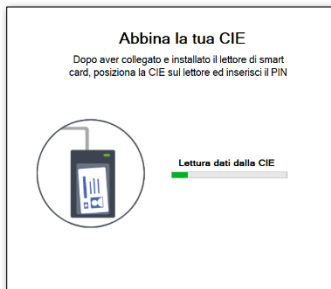 Abbina la tua CIE
Dopo aver collegato e installato il lettore di smart
card, posiziona la CIE sul lettore ed inserisci il PIN
Lettura dati dalla CIE